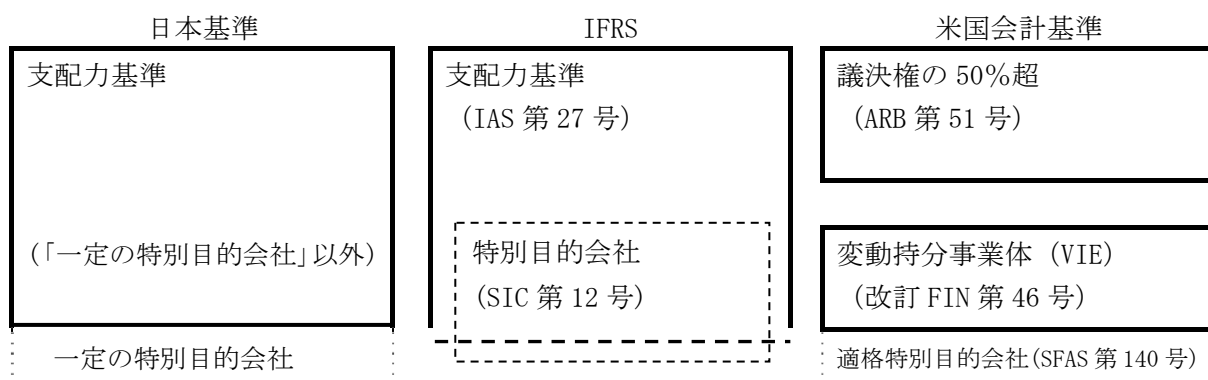 日本基準
支配力基準
(「一定の特別目的会社」以外)
一定の特別目的会社
IFRS
支配力基準
(IAS 第 27 号)
特別目的会社
(SIC 第 12 号)
米国会計基準
議決権の 50%超
(ARB 第 51 号)
変動持分事業体 (VIE)
(改訂 FIN 第 46 号)
適格特別目的会社(SFAS 第 140 号)